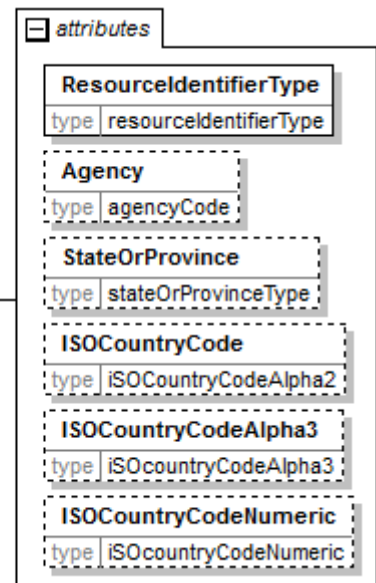 attributes
ResourceIdentifierType
type resourceIdentifierType
Agency
type agencyCode
StateOrProvince
type stateOrProvinceType
ISOCountryCode
type iSOCountryCodeAlpha2
ISOCountryCodeAlpha3
type iSOcountryCodeAlpha3
ISOCountryCodeNumeric
type iSOcountryCodeNumeric